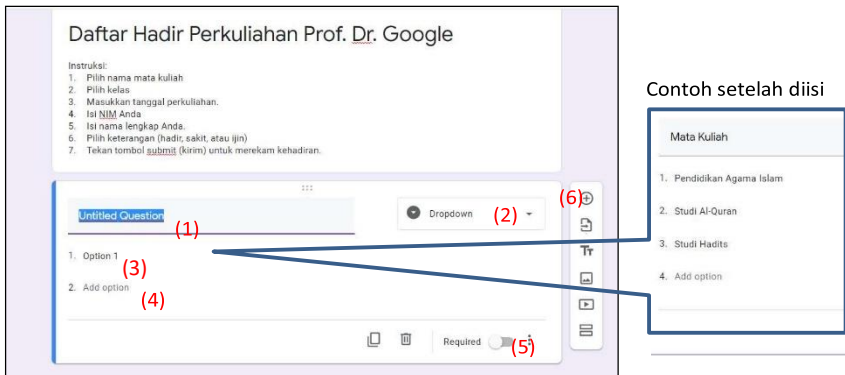 Daftar Hadir Perkuliahan Prof. Dr. Google
Instruksi:
1. Pilih nama mata kuliah
2. Pilih kelas
3. Masukkan tanggal perkuliahan.
4. Isi NIM Anda
5. Isi nama lengkap Anda.
6. Pilih keterangan (hadir, sakit, atau ijin)
7. Tekan tombol submit (kirim) untuk merekam kehadiran.
Untitled Question
(1)
Dropdown
(2)
(6)
1. Option 1
(3)
2. Add option
(4)
Tт
Required
(5)
Contoh setelah diisi
Mata Kuliah
1. Pendidikan Agama Islam
2. Studi Al-Quran
3. Studi Hadits
4. Add option